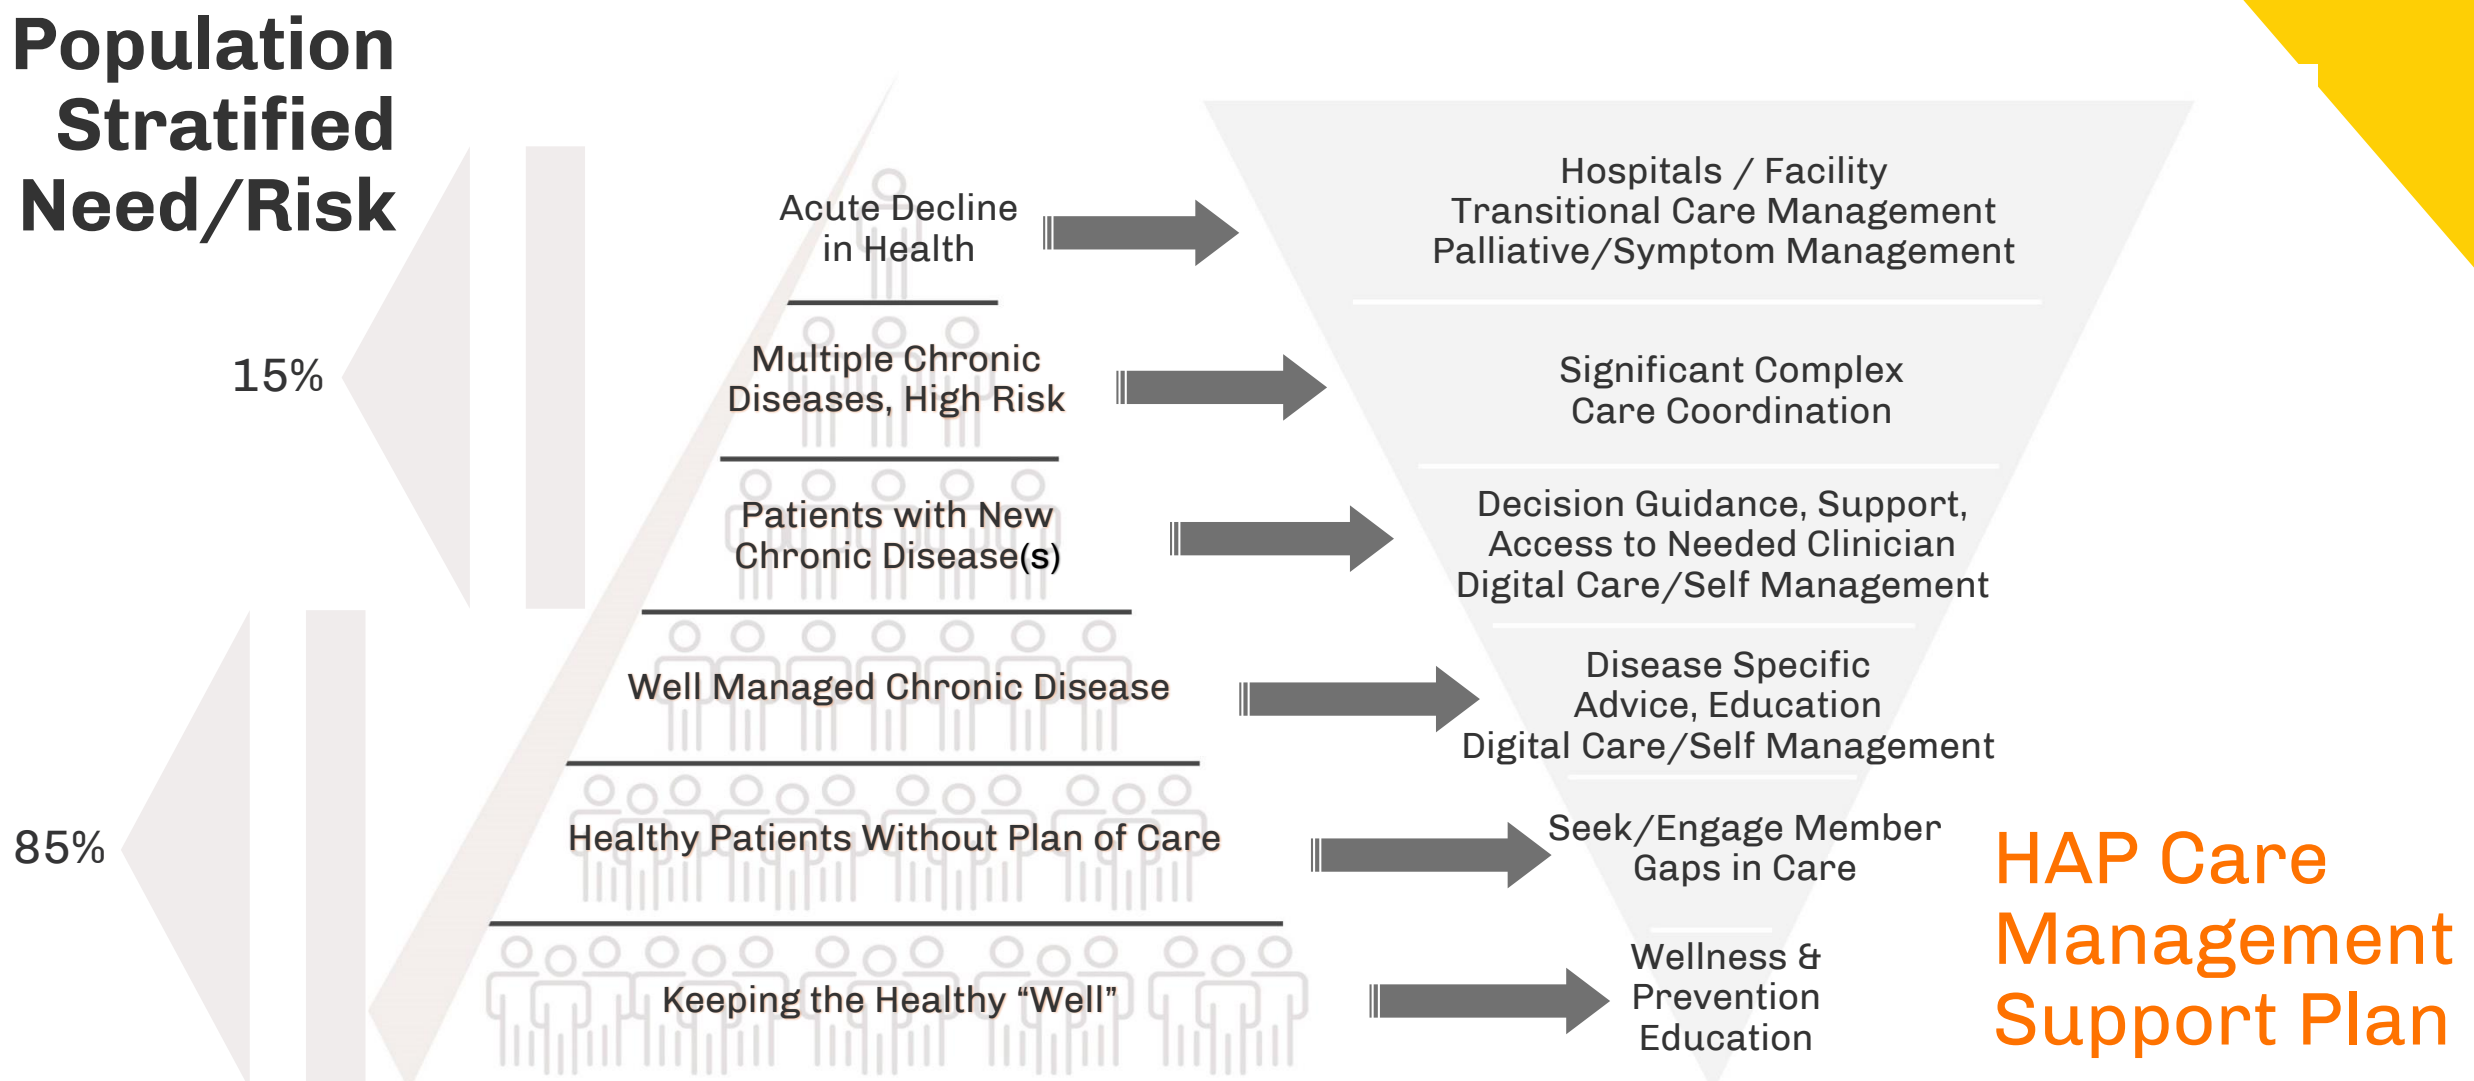 Population
Stratified
Need/Risk
Acute Decline
in Health
Hospitals / Facility
Transitional Care Management
Palliative/Symptom Management
15%
Multiple Chronic
Diseases, High Risk
Significant Complex
Care Coordination
Patients with New
Chronic Disease(s)
Decision Guidance, Support,
Access to Needed Clinician
Digital Care/Self Management
Well Managed Chronic Disease
Disease Specific
Advice, Education
Digital Care/Self Management
85%
Healthy Patients Without Plan of Care
Seek/Engage Member
Gaps in Care
Keeping the Healthy “Well”
Wellness &
Prevention
Education
HAP Care
Management
Support Plan